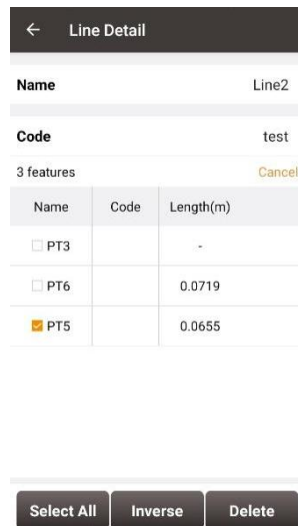 Line Detail
Name Line2
Code test
3 features Cancel
Name Code Length(m)
PT3 -
PT6 0.0719
PT5 0.0655
Select All Inverse Delete